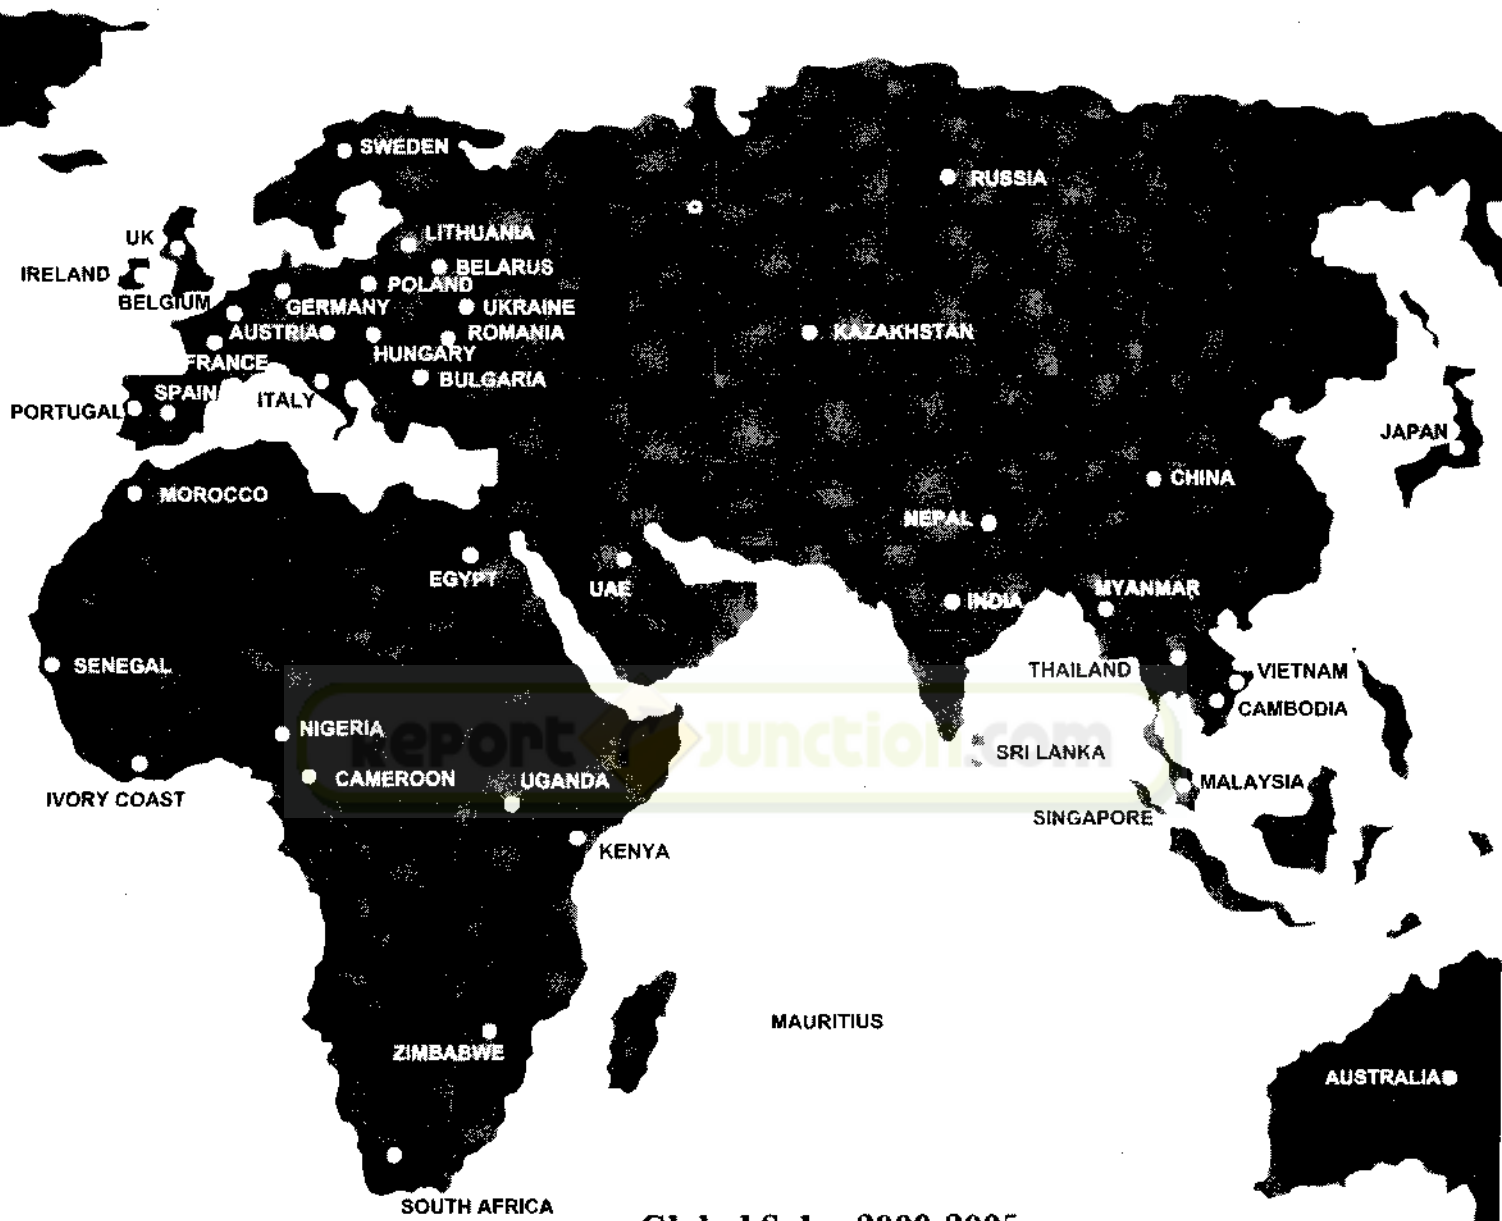 SWEDEN
RUSSIA
UK
LITHUANIA
IRELAND
BELARUS
POLAND
BELGIUM
GERMANY
UKRAINE
AUSTRIA
ROMANIA
KAZAKHSTAN
HUNGARY
FRANCE
BULGARIA
SPAIN
ITALY
PORTUGAL
JAPAN
CHINA
MOROCCO
NEPAL
EGYPT
UAE
MYANMAR
INDIA
SENEGAL
THAILAND
VIETNAM
CAMBODIA
NIGERIA
ReportJunction.com
SRI LANKA
CAMEROON
UGANDA
MALAYSIA
IVORY COAST
SINGAPORE
KENYA
MAURITIUS
ZIMBABWE
AUSTRALIA
SOUTH AFRICA